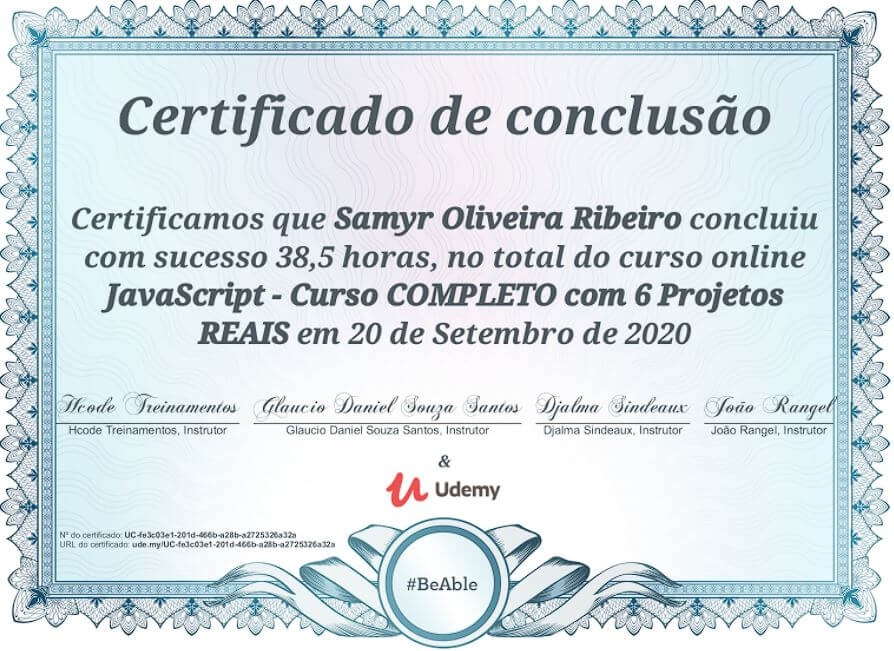 Certificado de conclusão
Certificamos que Samyr Oliveira Ribeiro concluiu
com sucesso 38,5 horas, no total do curso online
JavaScript - Curso COMPLETO com 6 Projetos
REAIS em 20 de Setembro de 2020
Hcode Treinamentos Glaucio Daniel Souza Santos Djalma Sindeaux João Rangel
Hcode Treinamentos, Instrutor Glaucio Daniel Souza Santos, Instrutor Djalma Sindeaux, Instrutor João Rangel, Instrutor
&
Udemy
Nº do certificado: UC-fe3c03e1-201d-466b-a28b-a2725326a32a
URL do certificado: ude.my/UC-fe3c03e1-201d-466b-a28b-a2725326a32a
#BeAble